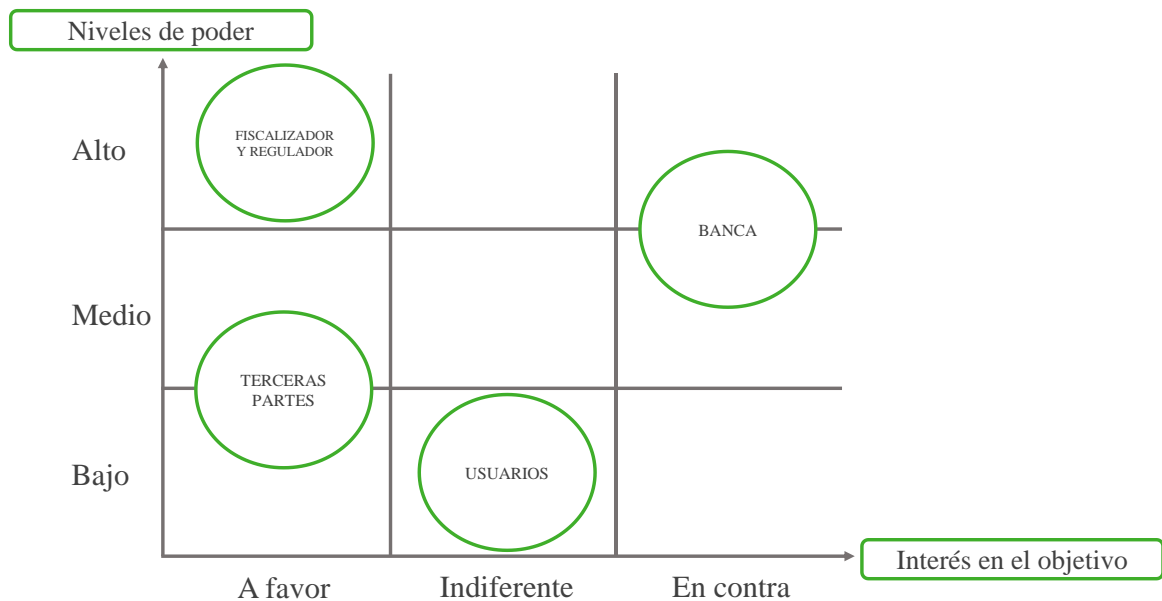 Niveles de poder
Alto
FISCALIZADOR
Y REGULADOR
BANCA
Medio
TERCERAS
PARTES
Bajo
USUARIOS
Interés en el objetivo
A favor
Indiferente
En contra